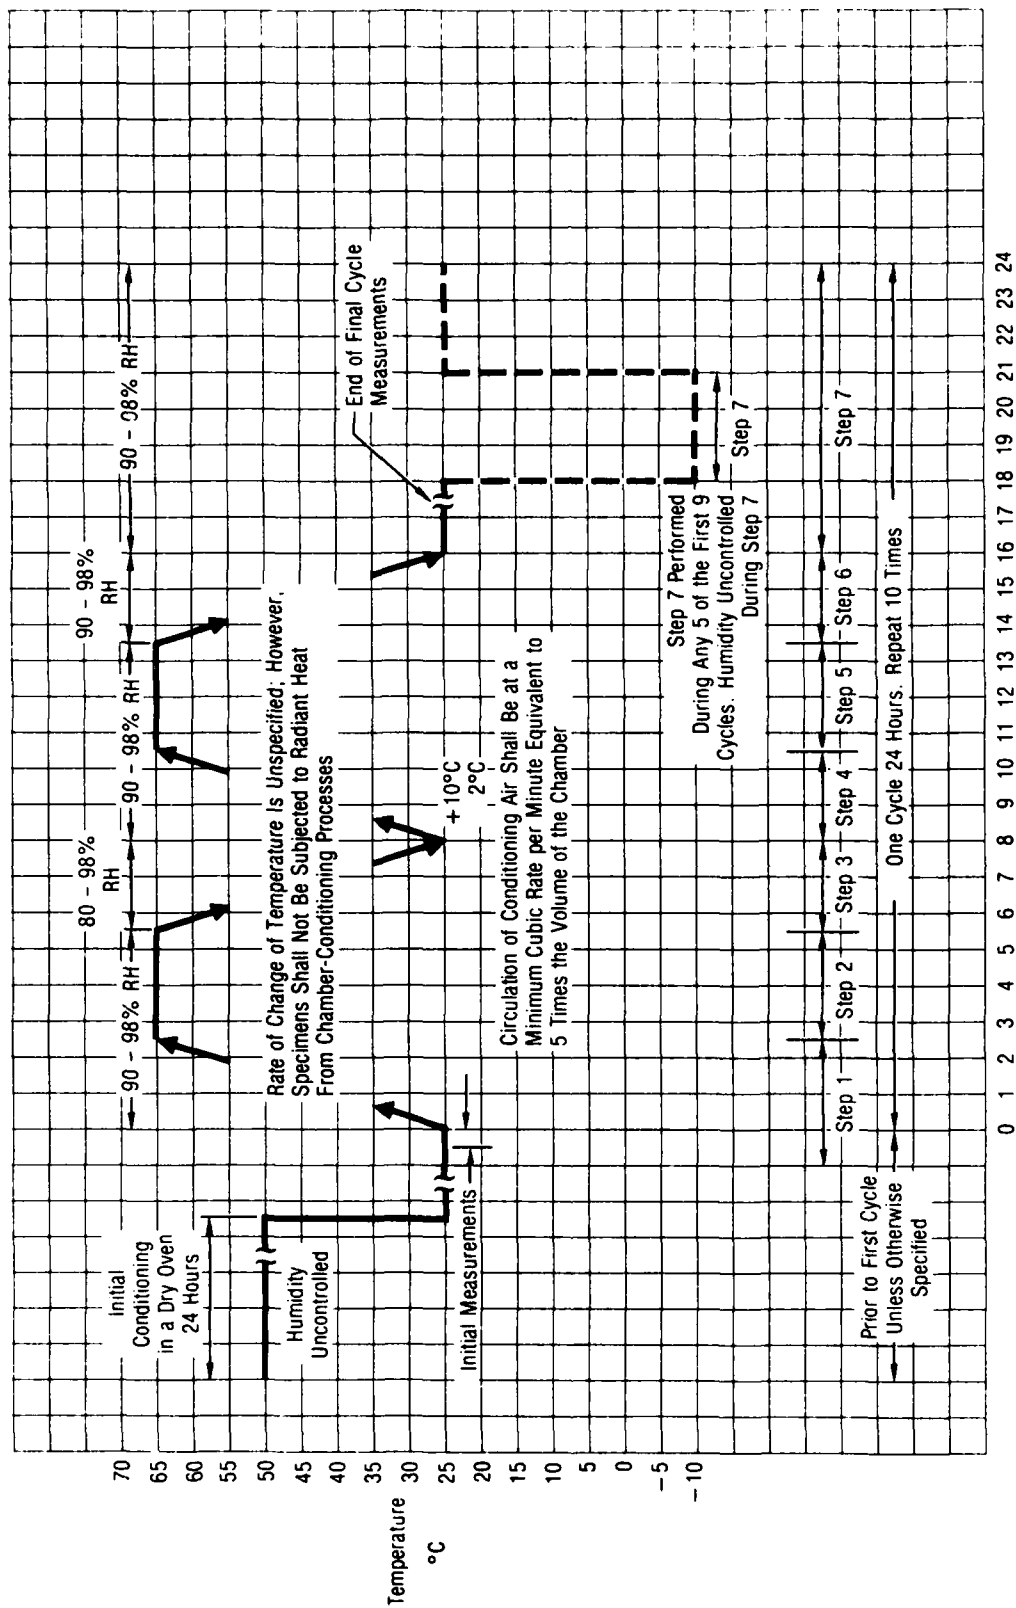 Initial
Conditioning
in a Dry Oven
24 Hours
Humidity
Uncontrolled
Initial Measurements
90 - 98% RH
80 - 98%
RH
90 - 98% RH
90 - 98% RH
90 - 98%
RH
90 - 98% RH
Rate of Change of Temperature Is Unspecified; However,
Specimens Shall Not Be Subjected to Radiant Heat
From Chamber-Conditioning Processes
+10°C
2°C
Circulation of Conditioning Air Shall Be at a
Minimum Cubic Rate per Minute Equivalent to
5 Times the Volume of the Chamber
End of Final Cycle
Measurements
Step 7
Step 7 Performed
During Any 5 of the First 9
Cycles. Humidity Uncontrolled
During Step 7
Temperature
°C
70
65
55
50
45
40
35
30
25
20
15
10
5
0
-5
-10
Step 1
Step 2
Step 3
Step 4
Step 5
Step 6
Step 7
Prior to First Cycle
Unless Otherwise
Specified
One Cycle 24 Hours. Repeat 10 Times
0 1 2 3 4 5 6 7 8 9 10 11 12 13 14 15 16 17 18 19 20 21 22 23 24